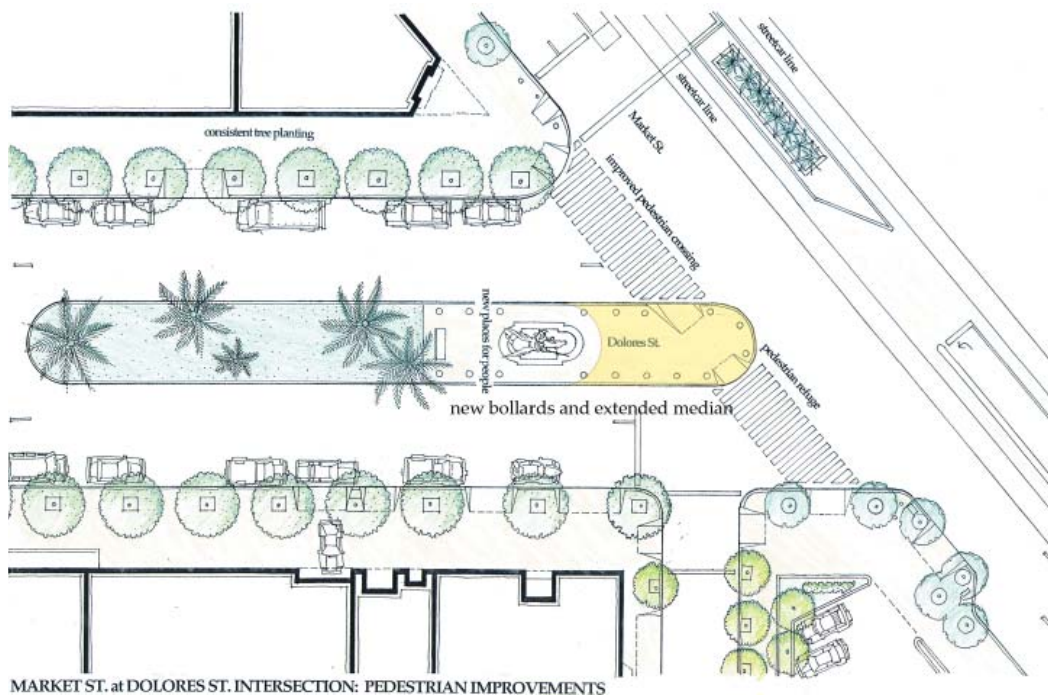 streetcar line
streetcar line
Market St.
consistent tree planting
improved pedestrian crossing
new places for people
Dolores St.
pedestrian refuge
new bollards and extended median
MARKET ST. at DOLORES ST. INTERSECTION: PEDESTRIAN IMPROVEMENTS